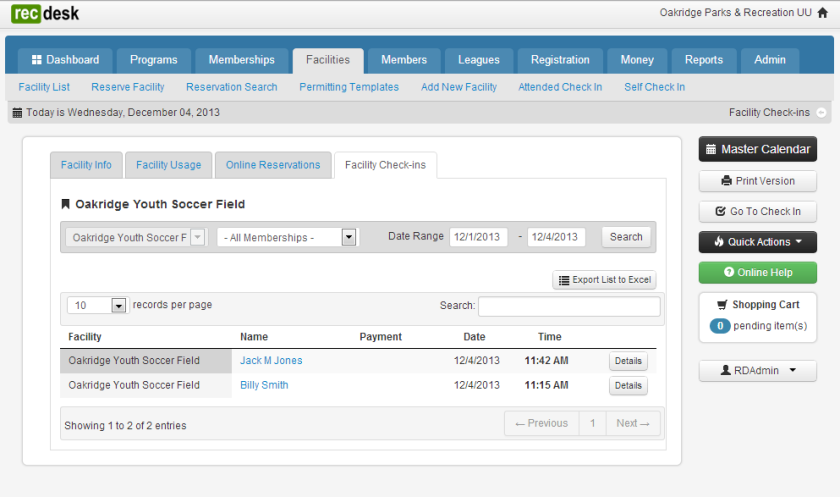 rec desk
Oakridge Parks & Recreation UU
Dashboard Programs Memberships Facilities Members Leagues Registration Money Reports Admin
Facility List Reserve Facility Reservation Search Permitting Templates Add New Facility Attended Check In Self Check In
Today is Wednesday, December 04, 2013 Facility Check-ins
Facility Info Facility Usage Online Reservations Facility Check-ins
Oakridge Youth Soccer Field
Oakridge Youth Soccer F - All Memberships - Date Range 12/1/2013 - 12/4/2013 Search
Export List to Excel
10 records per page Search:
Facility Name Payment Date Time
Oakridge Youth Soccer Field Jack M Jones 12/4/2013 11:42 AM Details
Oakridge Youth Soccer Field Billy Smith 12/4/2013 11:15 AM Details
Showing 1 to 2 of 2 entries ← Previous 1 Next →
Master Calendar
Print Version
Go To Check In
Quick Actions
Online Help
Shopping Cart
0 pending item(s)
RDAdmin